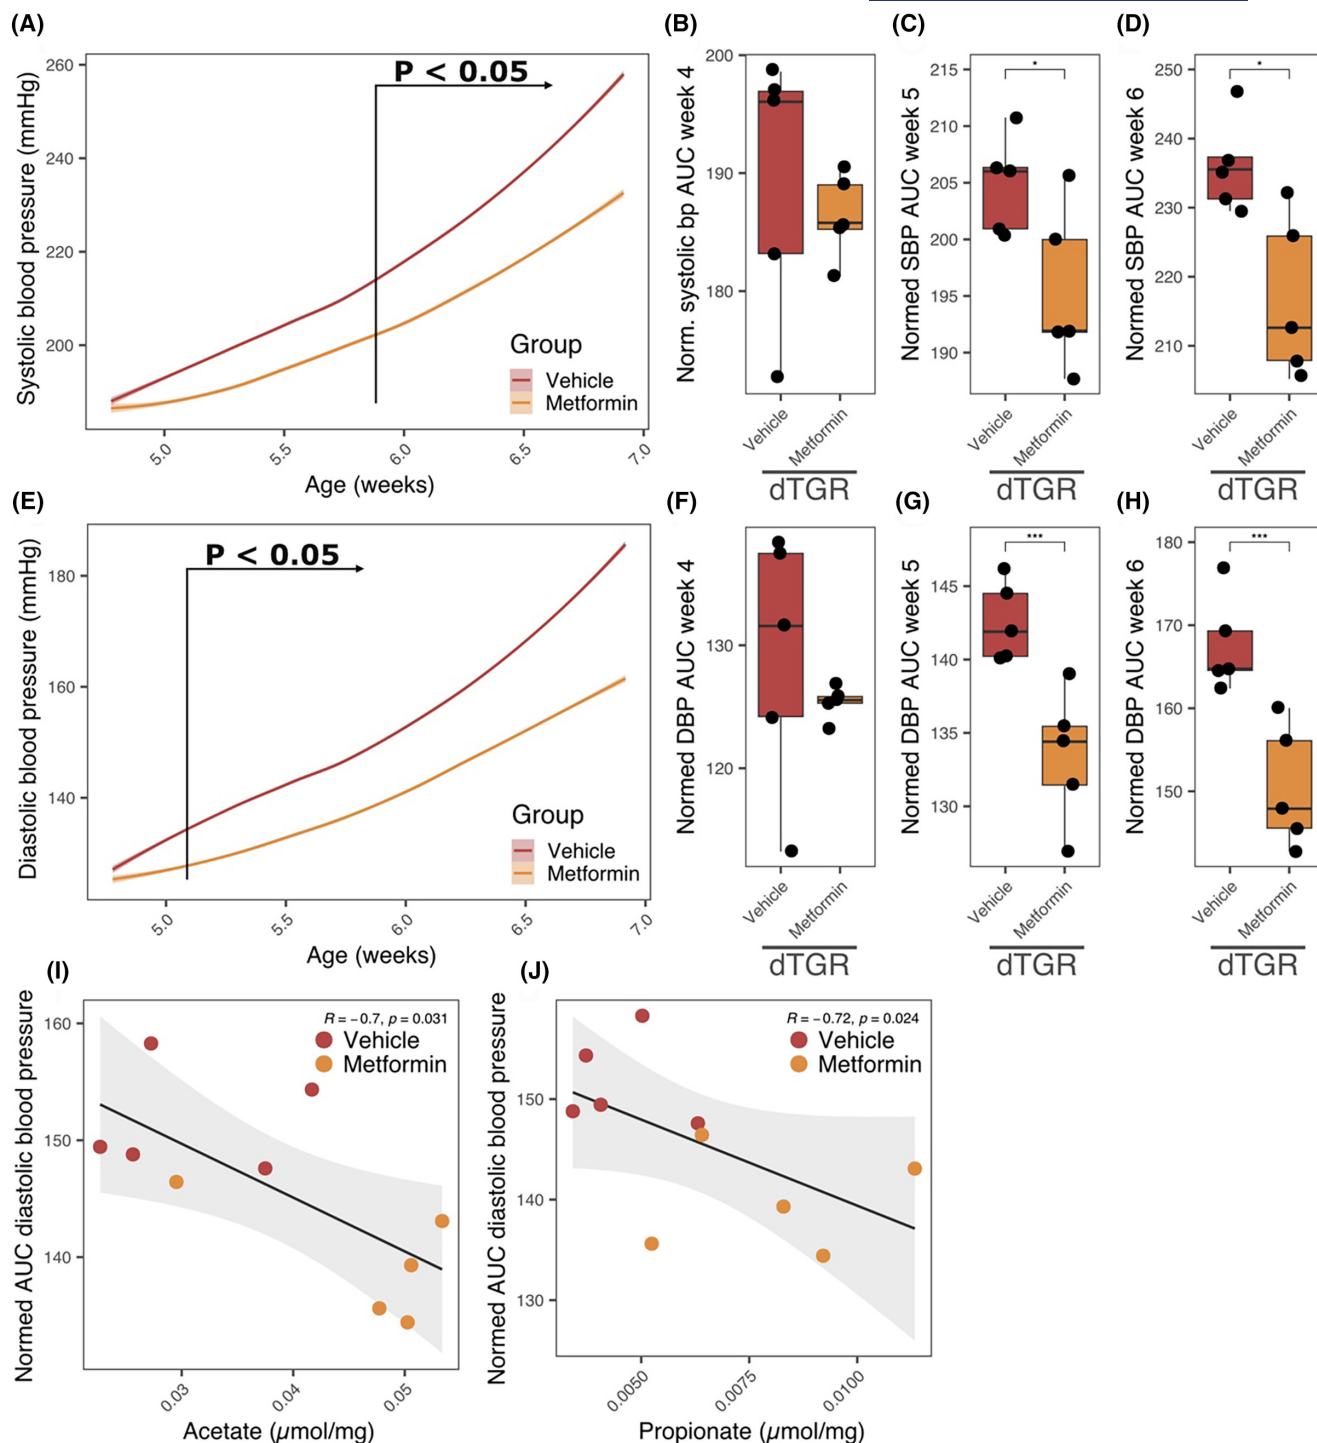 (A)
Systolic blood pressure (mmHg)
260
240
220
200
P < 0.05
Group
Vehicle
Metformin
5.0
5.5
6.0
6.5
7.0
Age (weeks)
(B)
Norm. systolic bp AUC week 4
200
190
180
Vehicle
Metformin
dTGR
(C)
Normed SBP AUC week 5
215
210
205
200
195
190
*
Vehicle
Metformin
dTGR
(D)
Normed SBP AUC week 6
250
240
230
220
210
*
Vehicle
Metformin
dTGR
(E)
Diastolic blood pressure (mmHg)
180
160
140
P < 0.05
Group
Vehicle
Metformin
5.0
5.5
6.0
6.5
7.0
Age (weeks)
(F)
Normed DBP AUC week 4
130
120
Vehicle
Metformin
dTGR
(G)
Normed DBP AUC week 5
145
140
135
130
***
Vehicle
Metformin
dTGR
(H)
Normed DBP AUC week 6
180
170
160
150
***
Vehicle
Metformin
dTGR
(I)
Normed AUC diastolic blood pressure
160
150
140
R = −0.7, p = 0.031
Vehicle
Metformin
0.03
0.04
0.05
Acetate (μmol/mg)
(J)
Normed AUC diastolic blood pressure
150
140
130
R = −0.72, p = 0.024
Vehicle
Metformin
0.0050
0.0075
0.0100
Propionate (μmol/mg)